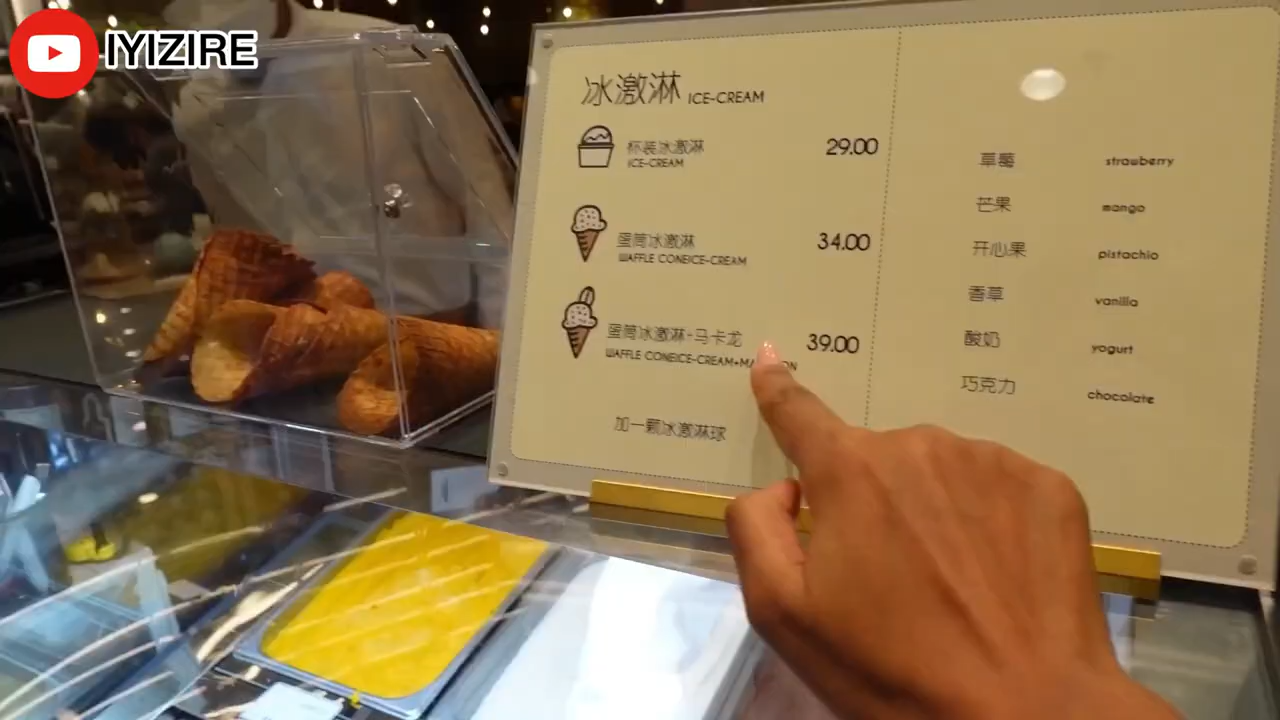 IYIZIRE
冰激淋 ICE-CREAM
杯装冰激淋 29.00
ICE-CREAM
蛋筒冰激淋 34.00
WAFFLE CONEICE-CREAM
蛋筒冰激淋+马卡龙 39.00
WAFFLE CONEICE-CREAM+
加一颗冰激淋球
草莓 strawberry
芒果 mango
开心果 pistachio
香草 vanilla
酸奶 yogurt
巧克力 chocolate